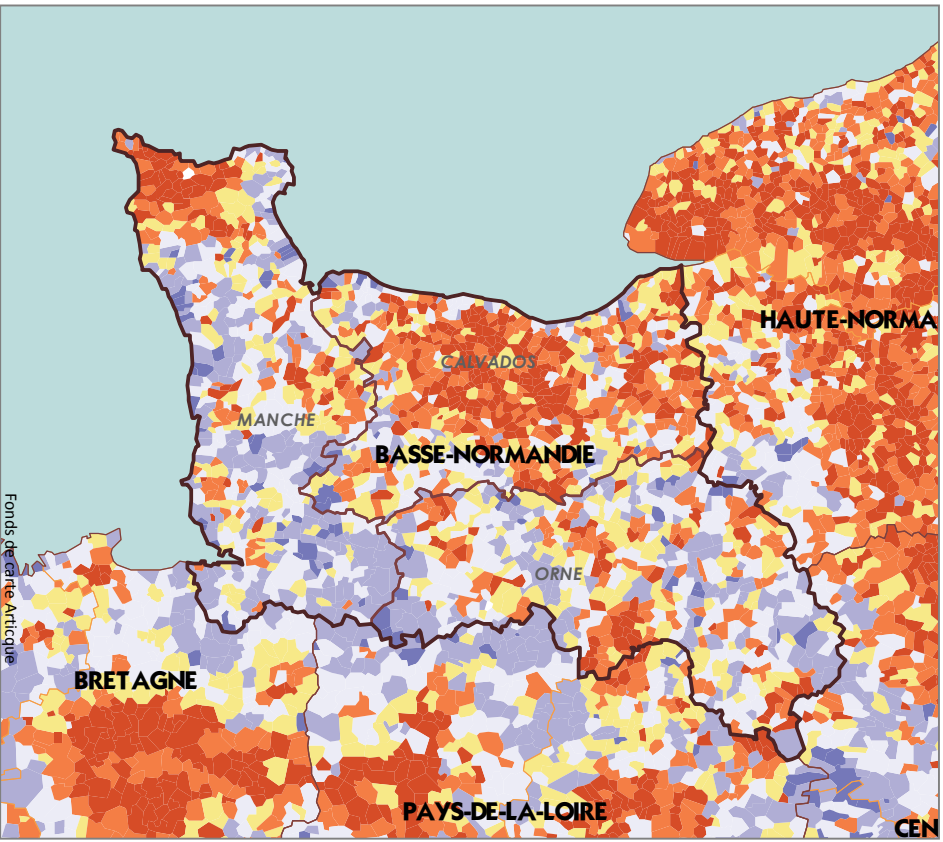 HAUTE-NORMA
CALVADOS
MANCHE
BASSE-NORMANDIE
Fonds de carte Articque
ORNE
BRETAGNE
PAYS-DE-LA-LOIRE
CEN